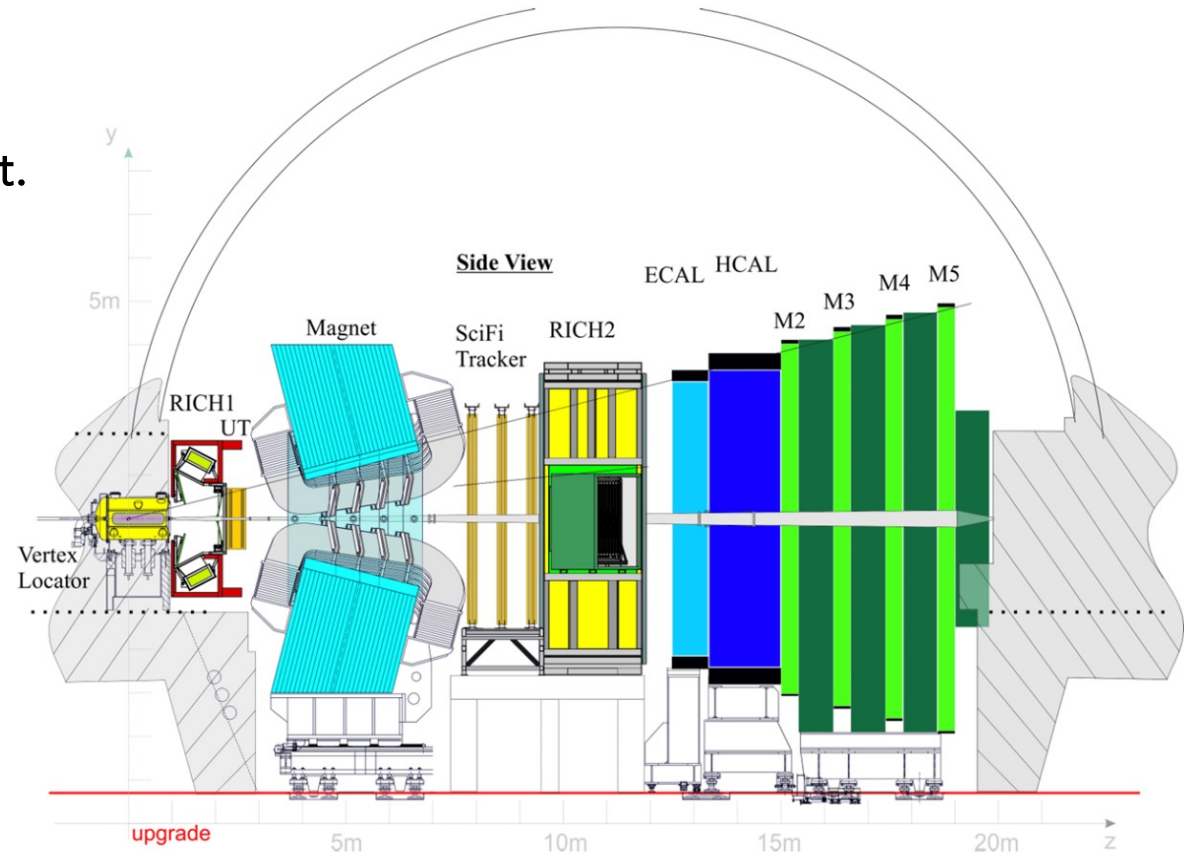 t.
y
5m
Side View
ECAL
HCAL
M2
M3
M4
M5
Magnet
SciFi
Tracker
RICH2
RICH1
UT
Vertex
Locator
upgrade
5m
10m
15m
20m
z